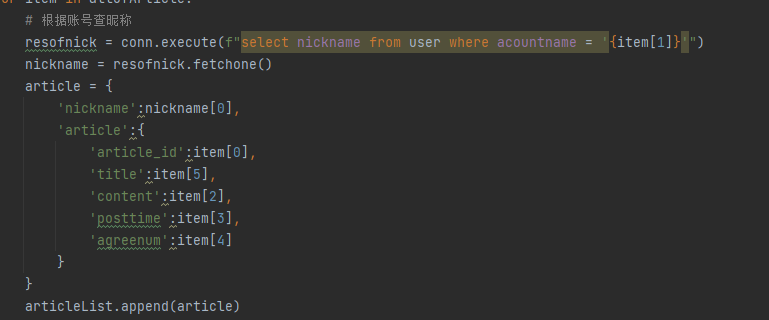 or item in allofArticle:
# 根据账号查昵称
resofnick = conn.execute(f"select nickname from user where acountname = '{item[1]}'")
nickname = resofnick.fetchone()
article = {
'nickname':nickname[0],
'article':{
'article_id':item[0],
'title':item[5],
'content':item[2],
'posttime':item[3],
'agreenum':item[4]
}
}
articleList.append(article)